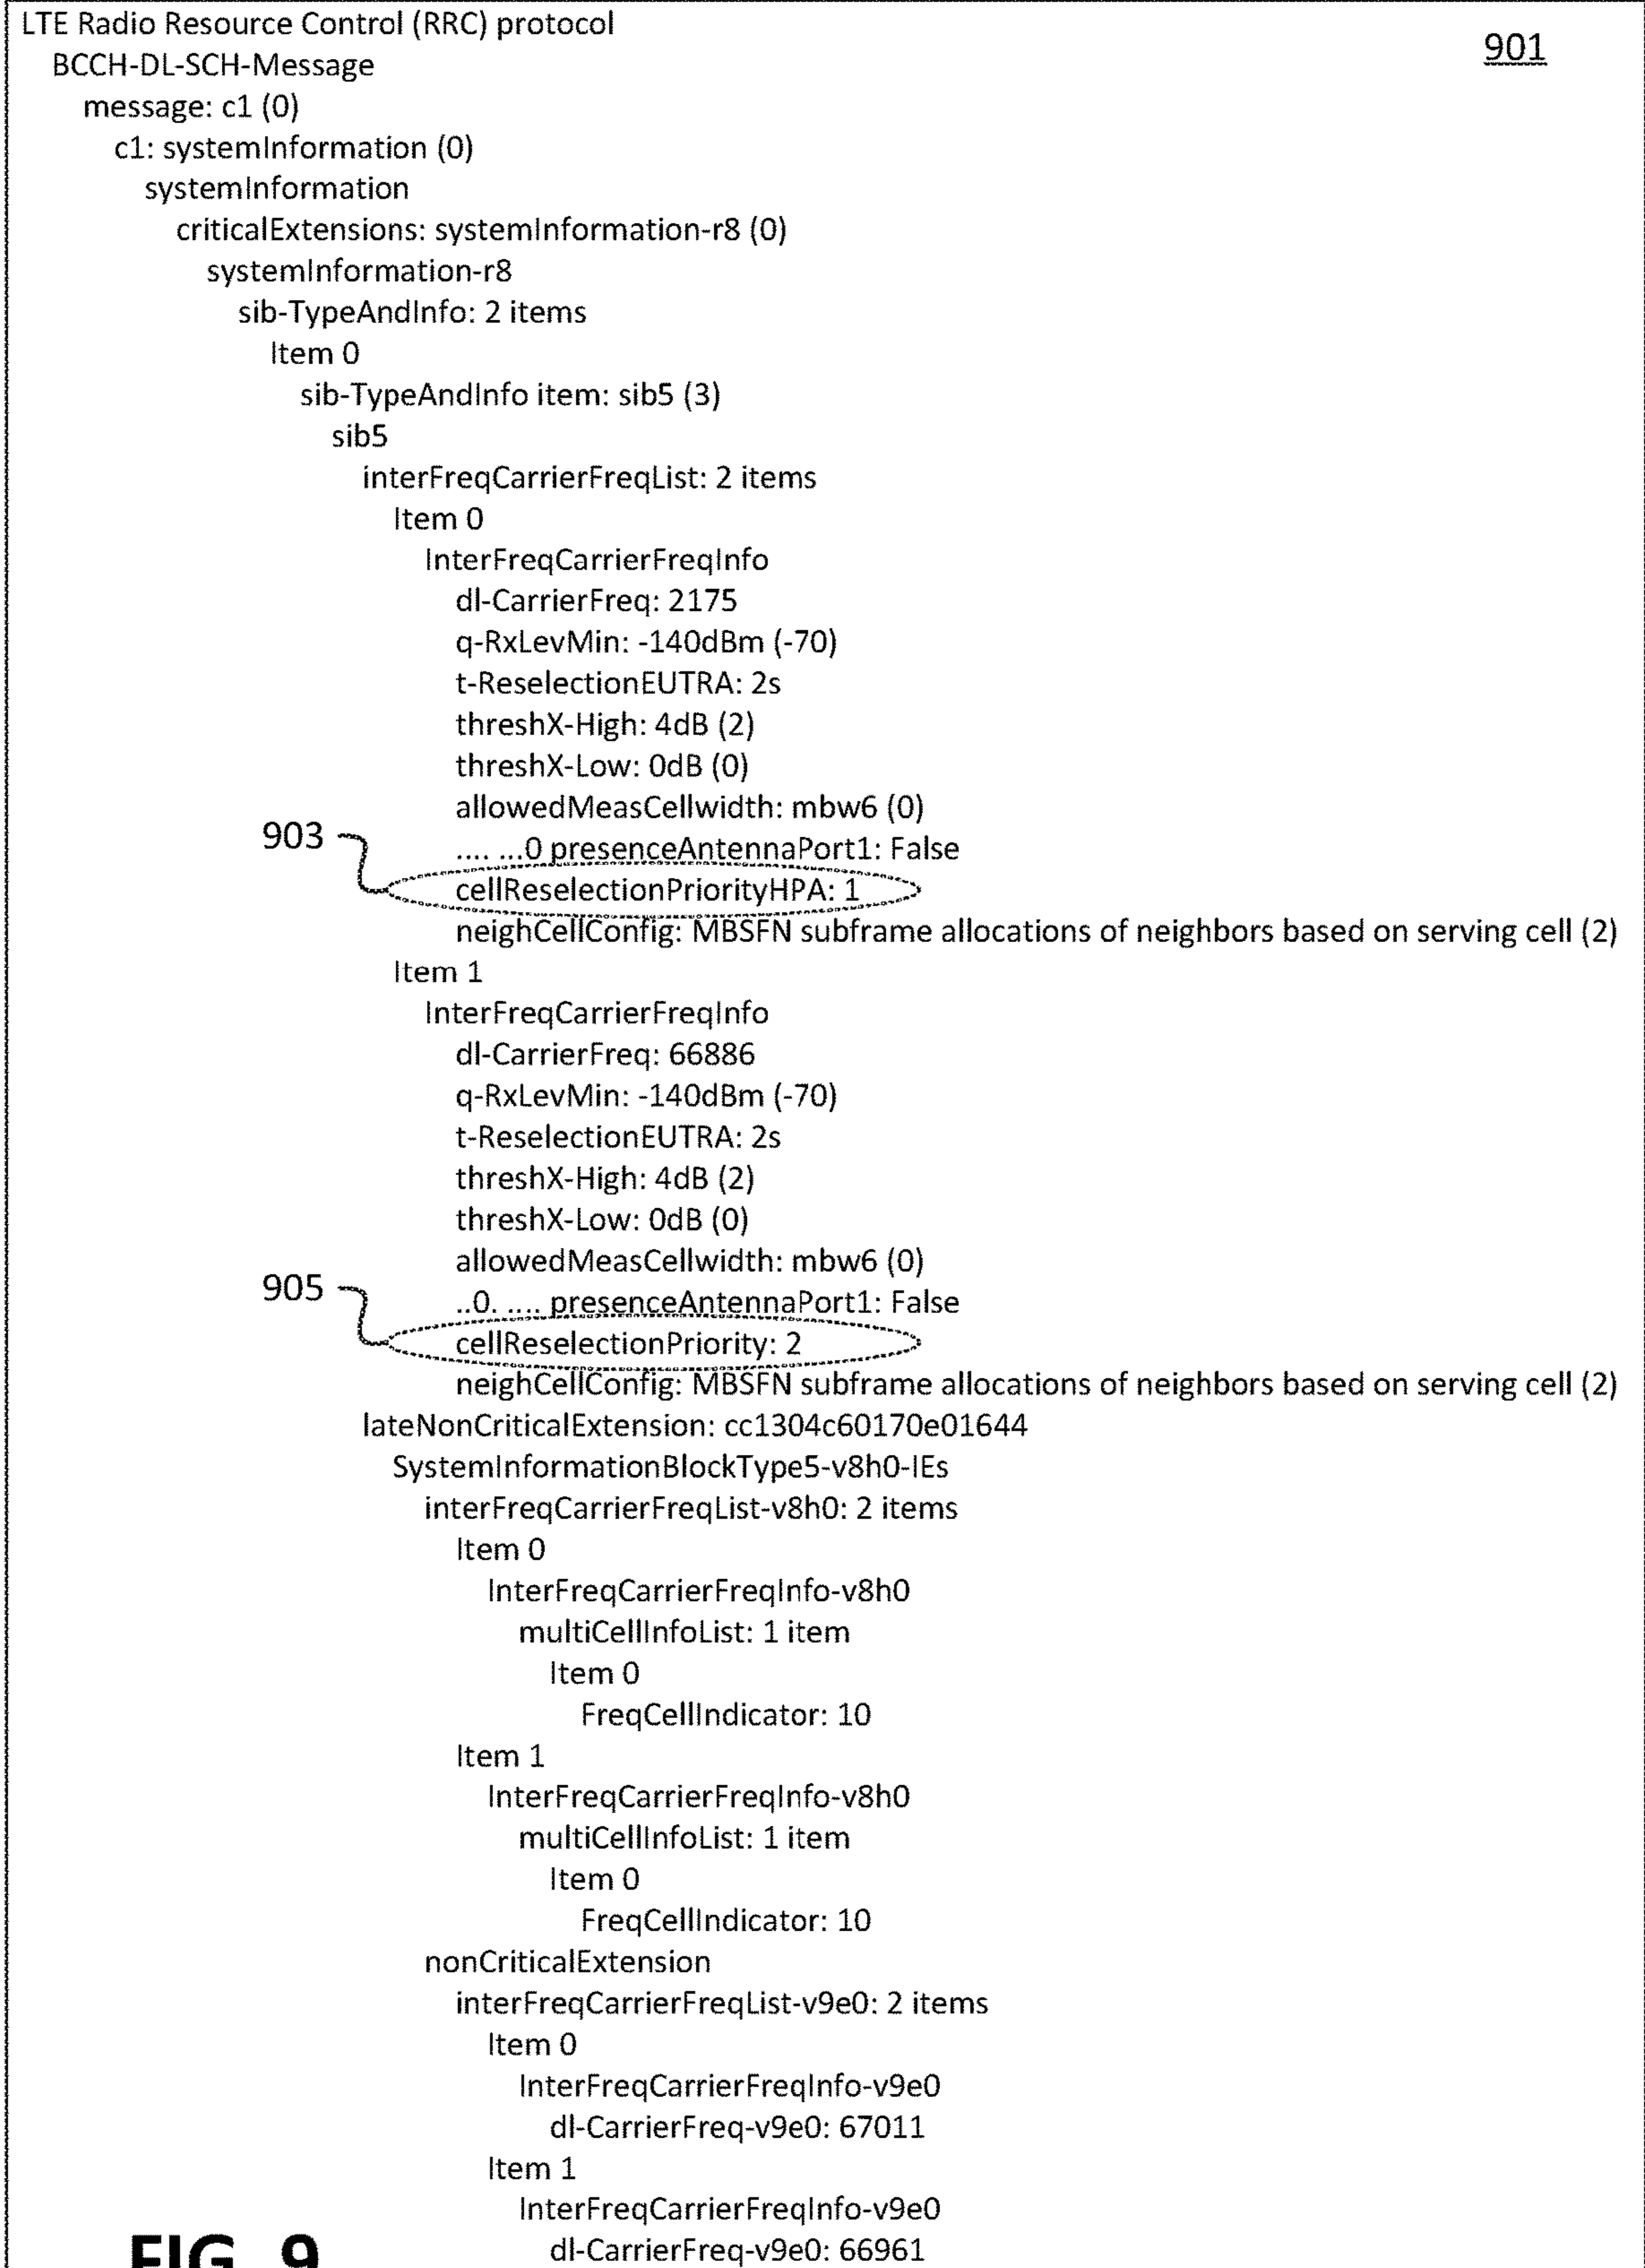 LTE Radio Resource Control (RRC) protocol
901
BCCH-DL-SCH-Message
message: c1 (0)
c1: systemInformation (0)
systemInformation
criticalExtensions: systemInformation-r8 (0)
systemInformation-r8
sib-TypeAndInfo: 2 items
Item 0
sib-TypeAndInfo item: sib5 (3)
sib5
interFreqCarrierFreqList: 2 items
Item 0
InterFreqCarrierFreqInfo
dl-CarrierFreq: 2175
q-RxLevMin: -140dBm (-70)
t-ReselectionEUTRA: 2s
threshX-High: 4dB (2)
threshX-Low: 0dB (0)
allowedMeasCellwidth: mbw6 (0)
903
.... ...0 presenceAntennaPort1: False
cellReselectionPriorityHPA: 1
neighCellConfig: MBSFN subframe allocations of neighbors based on serving cell (2)
Item 1
InterFreqCarrierFreqInfo
dl-CarrierFreq: 66886
q-RxLevMin: -140dBm (-70)
t-ReselectionEUTRA: 2s
threshX-High: 4dB (2)
threshX-Low: 0dB (0)
allowedMeasCellwidth: mbw6 (0)
905
..0. .... presenceAntennaPort1: False
cellReselectionPriority: 2
neighCellConfig: MBSFN subframe allocations of neighbors based on serving cell (2)
lateNonCriticalExtension: cc1304c60170e01644
SystemInformationBlockType5-v8h0-IEs
interFreqCarrierFreqList-v8h0: 2 items
Item 0
InterFreqCarrierFreqInfo-v8h0
multiCellInfoList: 1 item
Item 0
FreqCellIndicator: 10
Item 1
InterFreqCarrierFreqInfo-v8h0
multiCellInfoList: 1 item
Item 0
FreqCellIndicator: 10
nonCriticalExtension
interFreqCarrierFreqList-v9e0: 2 items
Item 0
InterFreqCarrierFreqInfo-v9e0
dl-CarrierFreq-v9e0: 67011
Item 1
InterFreqCarrierFreqInfo-v9e0
dl-CarrierFreq-v9e0: 66961
FIG. 9